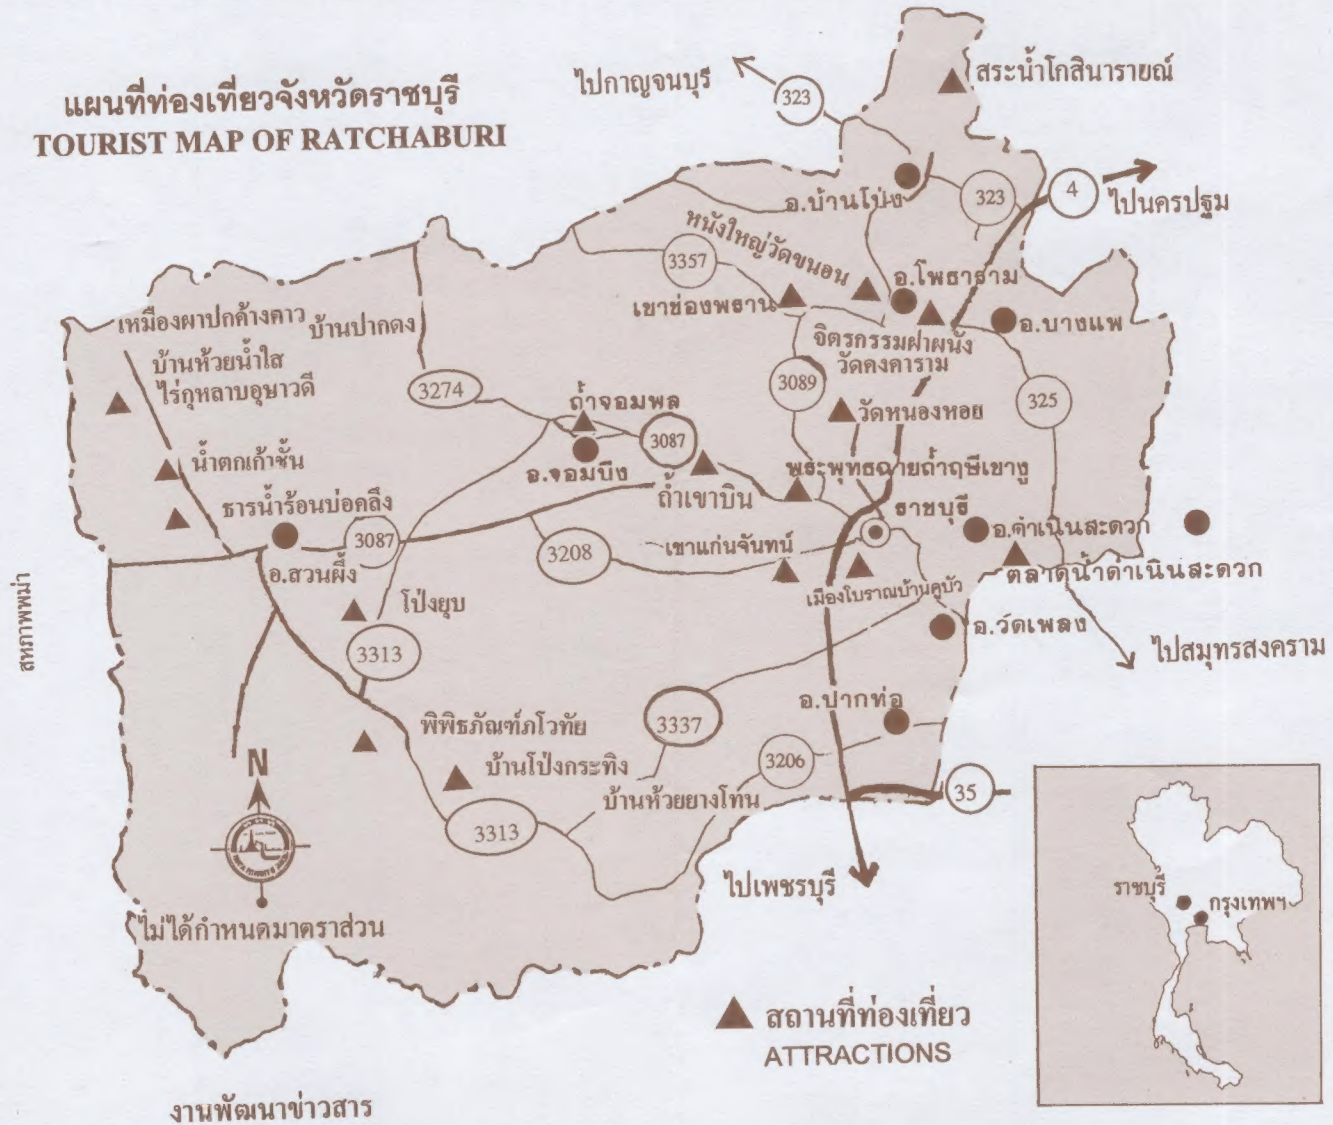 แผนที่ท่องเที่ยวจังหวัดราชบุรี
TOURIST MAP OF RATCHABURI
ไปกาญจนบุรี
323
สระน้ำโกสินารายณ์
4
ไปนครปฐม
323
อ.บ้านโป่ง
หนังใหญ่วัดขนอน
3357
อ.โพธาราม
เขาช่องพราน
อ.บางแพ
จิตรกรรมฝาผนัง
วัดคงคาราม
เหมืองผาปกค้างคาว
บ้านปากดง
บ้านห้วยน้ำใส
ไร่กุหลาบอุษาวดี
3274
ถ้ำจอมพล
3089
325
วัดหนองหอย
3087
น้ำตกเก้าชั้น
อ.จอมบึง
ถ้ำเขาบิน
พระพุทธฉายถ้ำฤษีเขางู
ธารน้ำร้อนบ่อคลึง
ราชบุรี
3087
3208
เขาแก่นจันทน์
อ.ดำเนินสะดวก
อ.สวนผึ้ง
ตลาดน้ำดำเนินสะดวก
เมืองโบราณบ้านคูบัว
โป่งยุบ
สหภาพพม่า
อ.วัดเพลง
3313
ไปสมุทรสงคราม
อ.ปากท่อ
พิพิธภัณฑ์ภโวทัย
3337
N
บ้านโป่งกระทิง
3206
บ้านห้วยยางโทน
35
3313
ไปเพชรบุรี
ราชบุรี
กรุงเทพฯ
ไม่ได้กำหนดมาตราส่วน
สถานที่ท่องเที่ยว
ATTRACTIONS
งานพัฒนาข่าวสาร